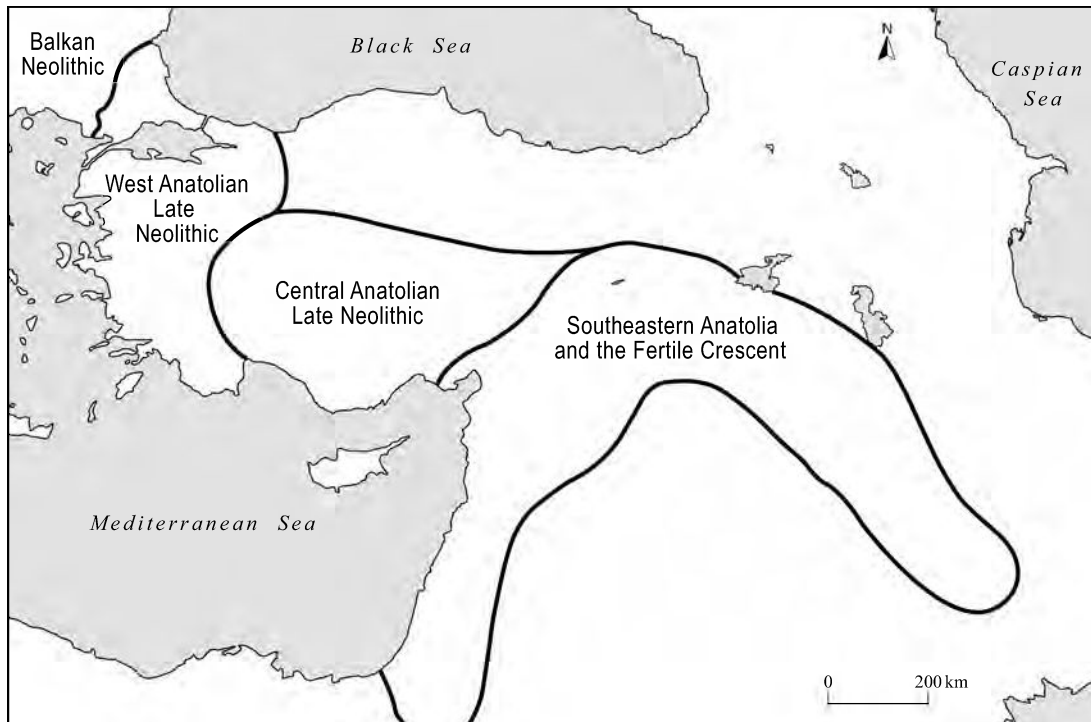 Balkan
Neolithic
Black Sea
N
Caspian
Sea
West Anatolian
Late
Neolithic
Central Anatolian
Late Neolithic
Southeastern Anatolia
and the Fertile Crescent
Mediterranean Sea
0 200 km